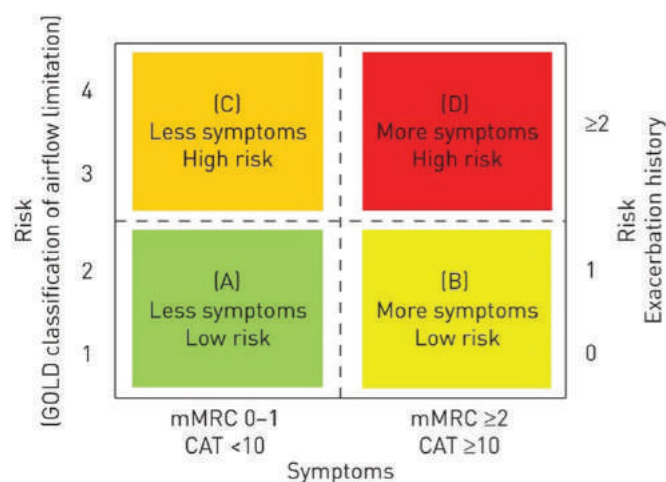 Risk
(GOLD classification of airflow limitation)
4
3
2
1
(C)
Less symptoms
High risk
(D)
More symptoms
High risk
(A)
Less symptoms
Low risk
(B)
More symptoms
Low risk
≥2
1
0
Risk
Exacerbation history
mMRC 0–1
CAT <10
mMRC ≥2
CAT ≥10
Symptoms